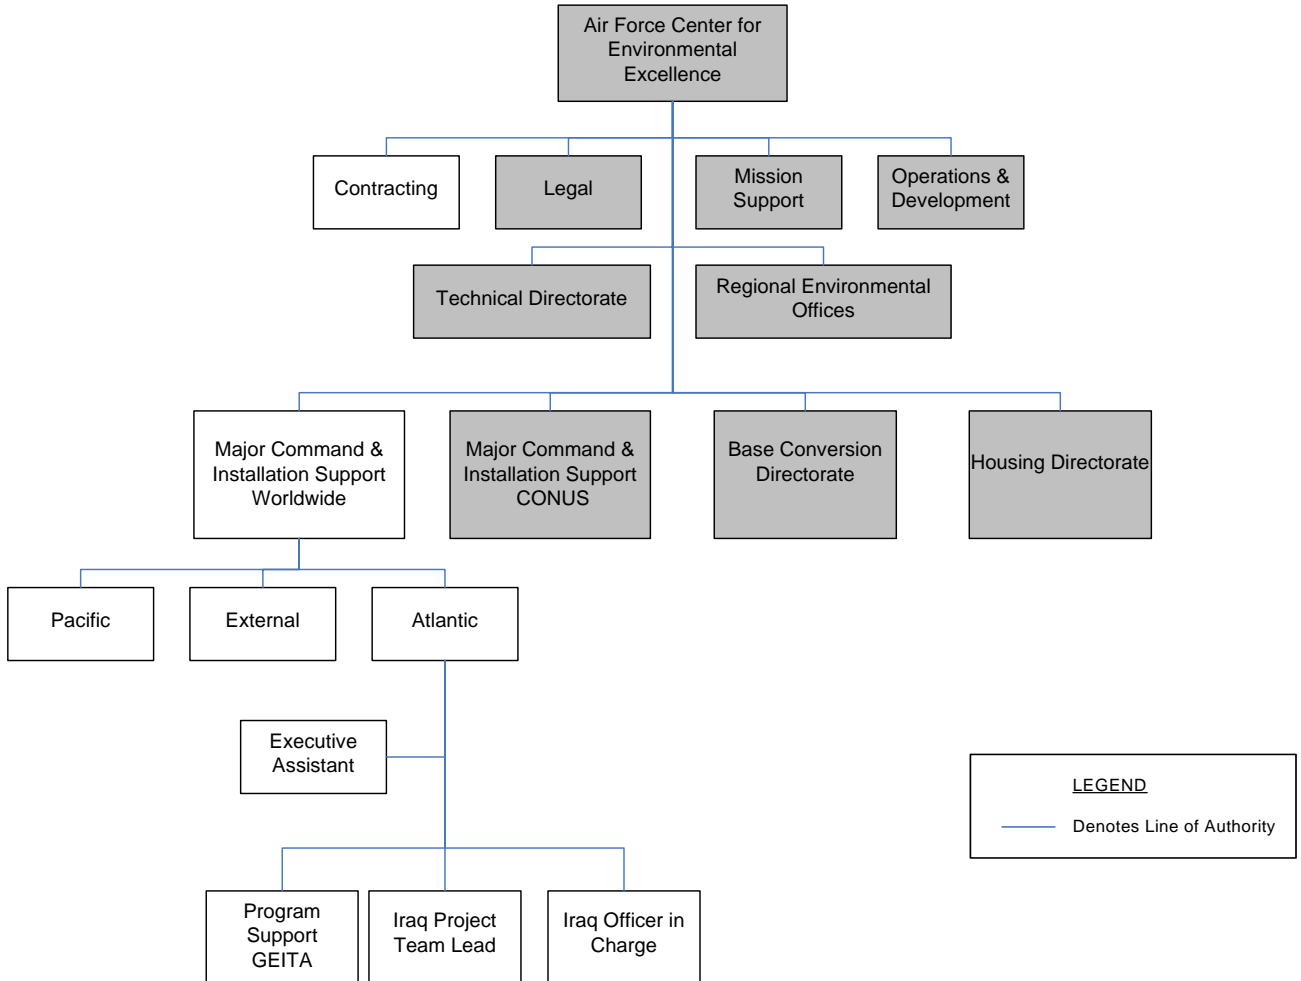 Air Force Center for
Environmental
Excellence
Contracting
Legal
Mission
Support
Operations &
Development
Technical Directorate
Regional Environmental
Offices
Major Command &
Installation Support
Worldwide
Major Command &
Installation Support
CONUS
Base Conversion
Directorate
Housing Directorate
Pacific
External
Atlantic
Executive
Assistant
LEGEND
Denotes Line of Authority
Program
Support
GEITA
Iraq Project
Team Lead
Iraq Officer in
Charge